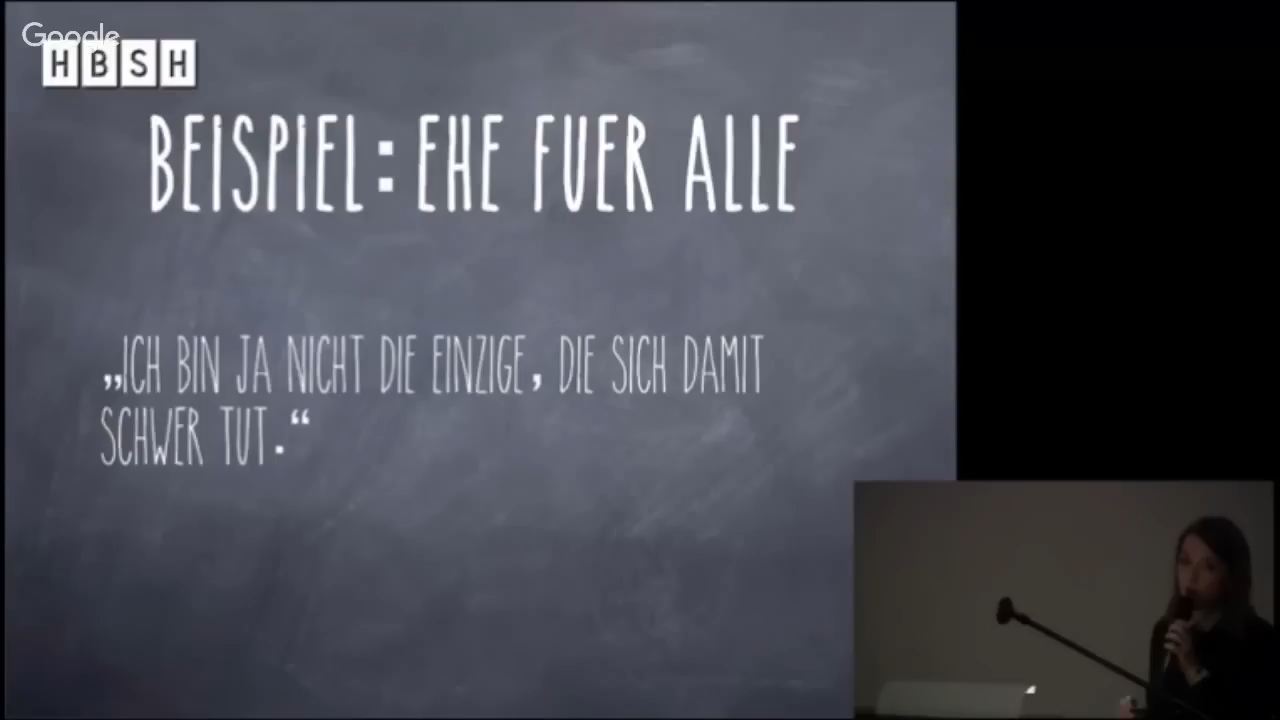 Google
HBSH
BEISPIEL: EHE FUER ALLE
„ICH BIN JA NICHT DIE EINZIGE, DIE SICH DAMIT
SCHWER TUT.“